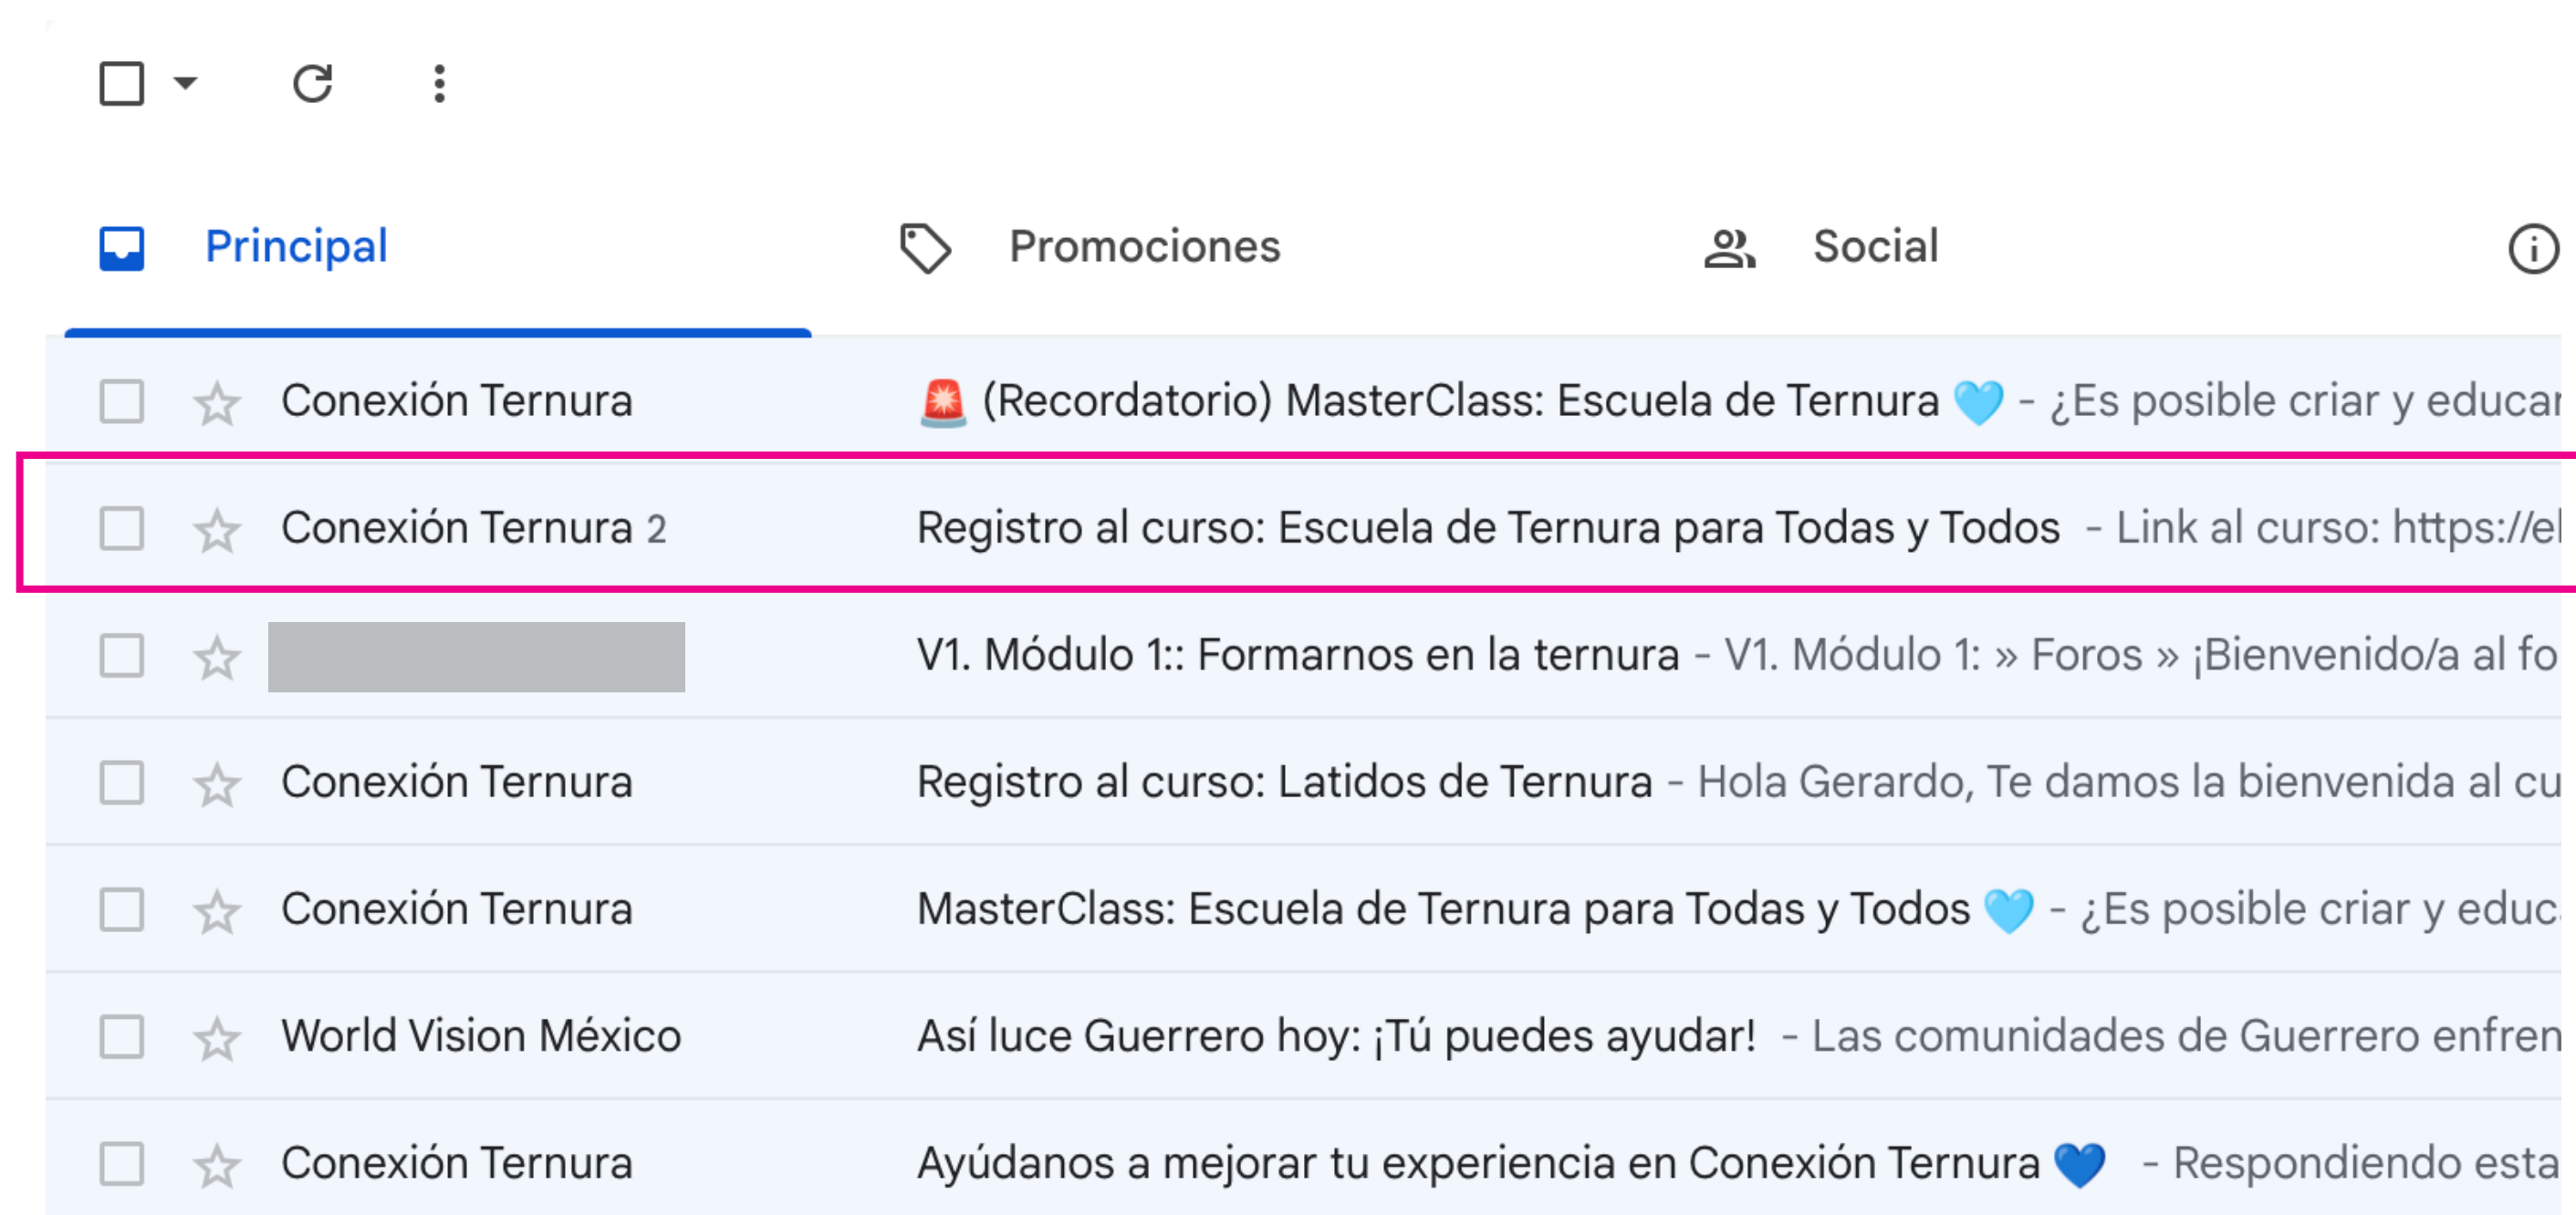 Principal Promociones Social
Conexión Ternura 🚨 (Recordatorio) MasterClass: Escuela de Ternura 🩵 - ¿Es posible criar y educar
Conexión Ternura 2 Registro al curso: Escuela de Ternura para Todas y Todos - Link al curso: https://el
V1. Módulo 1:: Formarnos en la ternura - V1. Módulo 1: » Foros » ¡Bienvenido/a al fo
Conexión Ternura Registro al curso: Latidos de Ternura - Hola Gerardo, Te damos la bienvenida al cu
Conexión Ternura MasterClass: Escuela de Ternura para Todas y Todos 🩵 - ¿Es posible criar y educ
World Vision México Así luce Guerrero hoy: ¡Tú puedes ayudar! - Las comunidades de Guerrero enfren
Conexión Ternura Ayúdanos a mejorar tu experiencia en Conexión Ternura 💙 - Respondiendo esta